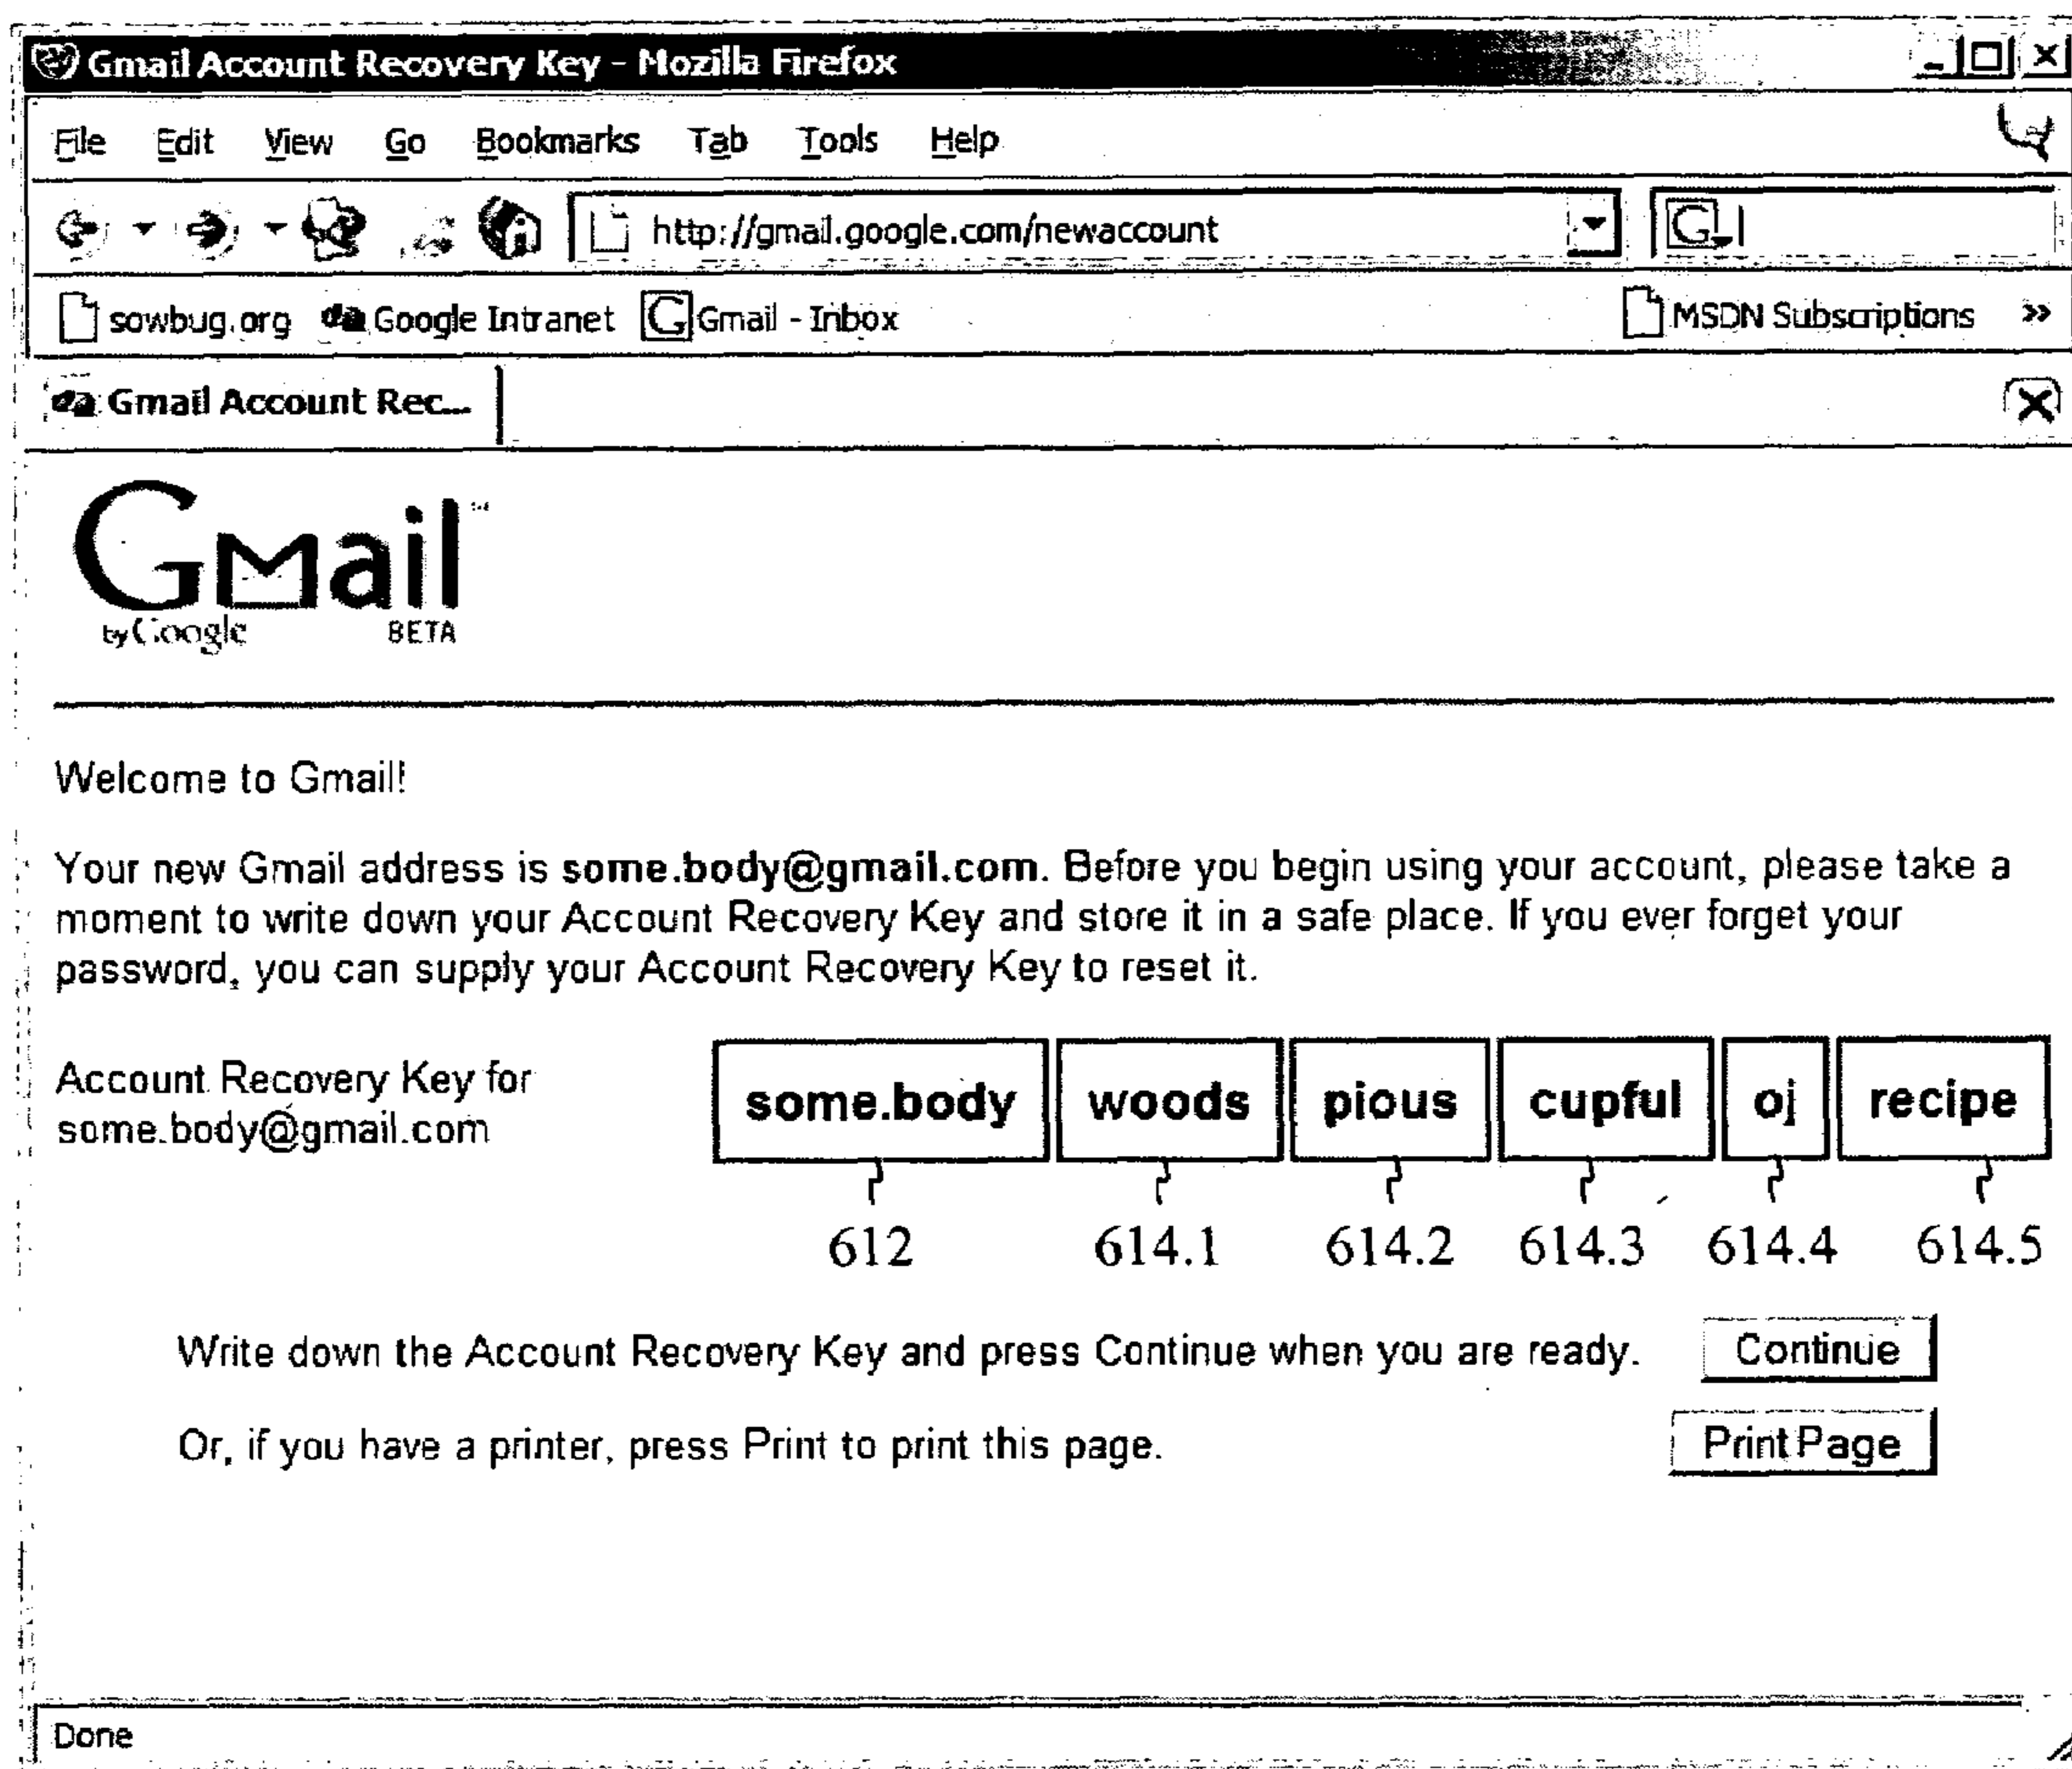 Gmail Account Recovery Key - Mozilla Firefox
File Edit View Go Bookmarks Tab Tools Help
http://gmail.google.com/newaccount G
sowbug.org Google Intranet G Gmail - Inbox MSDN Subscriptions »
Gmail Account Rec...
GMail
by Google BETA
Welcome to Gmail!
Your new Gmail address is some.body@gmail.com. Before you begin using your account, please take a
moment to write down your Account Recovery Key and store it in a safe place. If you ever forget your
password, you can supply your Account Recovery Key to reset it.
Account Recovery Key for
some.body@gmail.com
some.body woods pious cupful oj recipe
612 614.1 614.2 614.3 614.4 614.5
Write down the Account Recovery Key and press Continue when you are ready. Continue
Or, if you have a printer, press Print to print this page. Print Page
Done